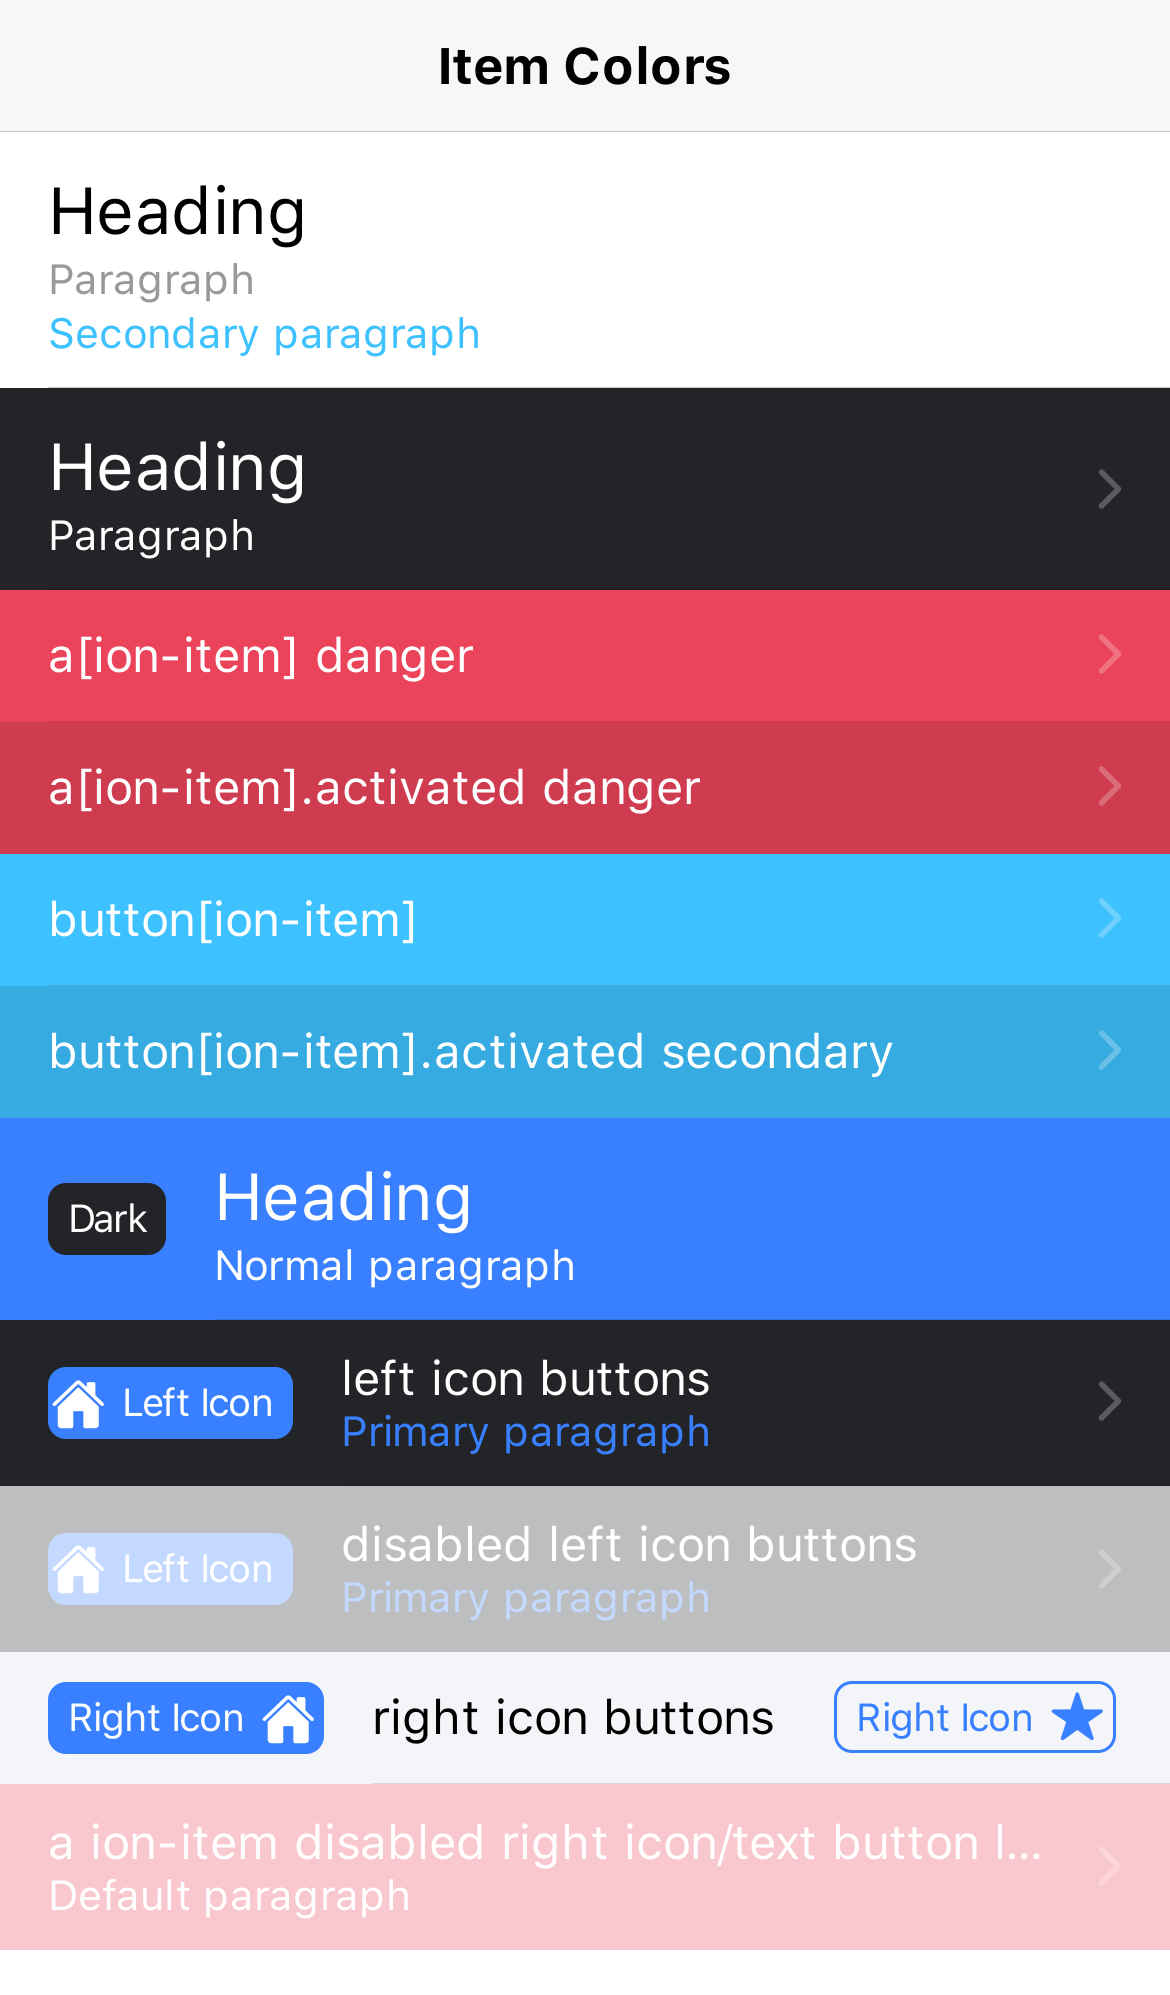 Item Colors
Heading
Paragraph
Secondary paragraph
Heading
Paragraph
a[ion-item] danger
a[ion-item].activated danger
button[ion-item]
button[ion-item].activated secondary
Dark
Heading
Normal paragraph
Left Icon
left icon buttons
Primary paragraph
Left Icon
disabled left icon buttons
Primary paragraph
Right Icon
right icon buttons
Right Icon
a ion-item disabled right icon/text button l...
Default paragraph